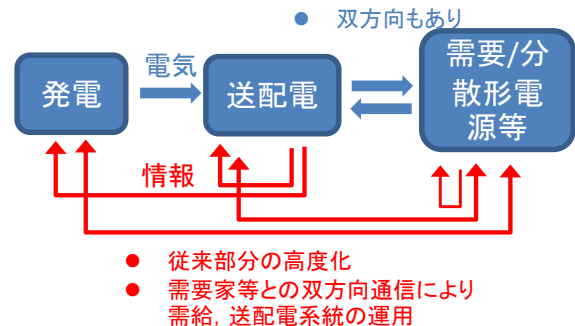 ● 双方向もあり
発電
電気
送配電
需要/分
散形電
源等
情報
● 従来部分の高度化
● 需要家等との双方向通信により
需給, 送配電系統の運用